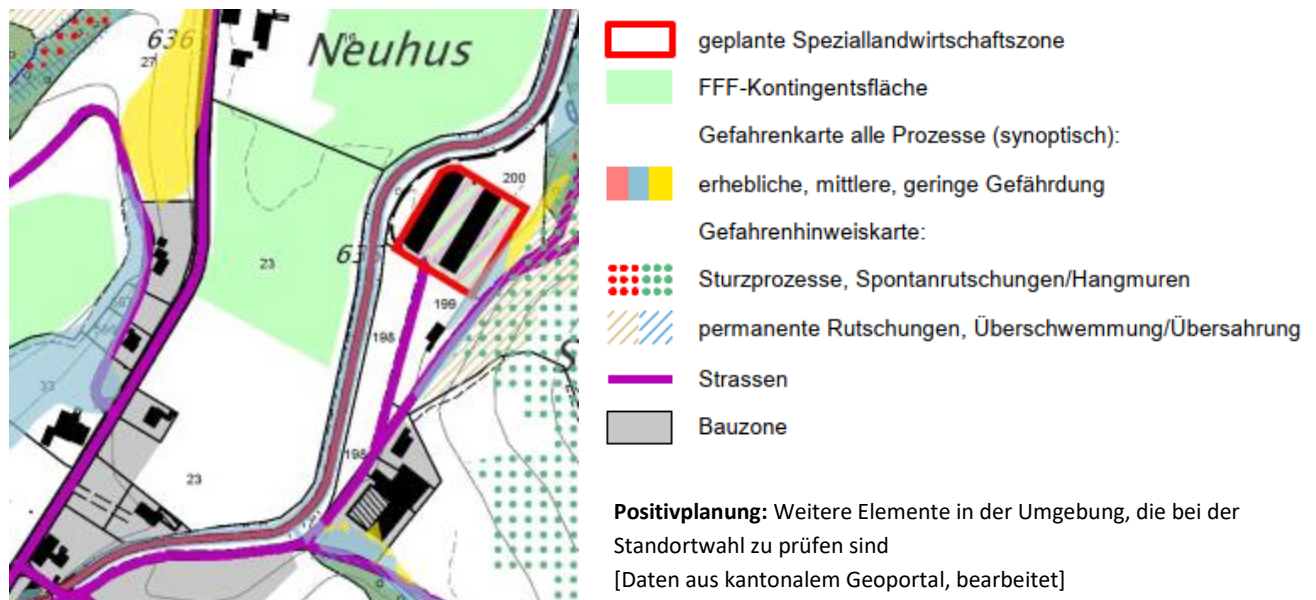 636
27
Neuhus
200
23
635
199
198
33
198
23
geplante Speziallandwirtschaftszone
FFF-Kontingentsfläche
Gefahrenkarte alle Prozesse (synoptisch):
erhebliche, mittlere, geringe Gefährdung
Gefahrenhinweiskarte:
Sturzprozesse, Spontanrutschungen/Hangmuren
permanente Rutschungen, Überschwemmung/Übersahrung
Strassen
Bauzone
Positivplanung: Weitere Elemente in der Umgebung, die bei der
Standortwahl zu prüfen sind
[Daten aus kantonalem Geoportal, bearbeitet]